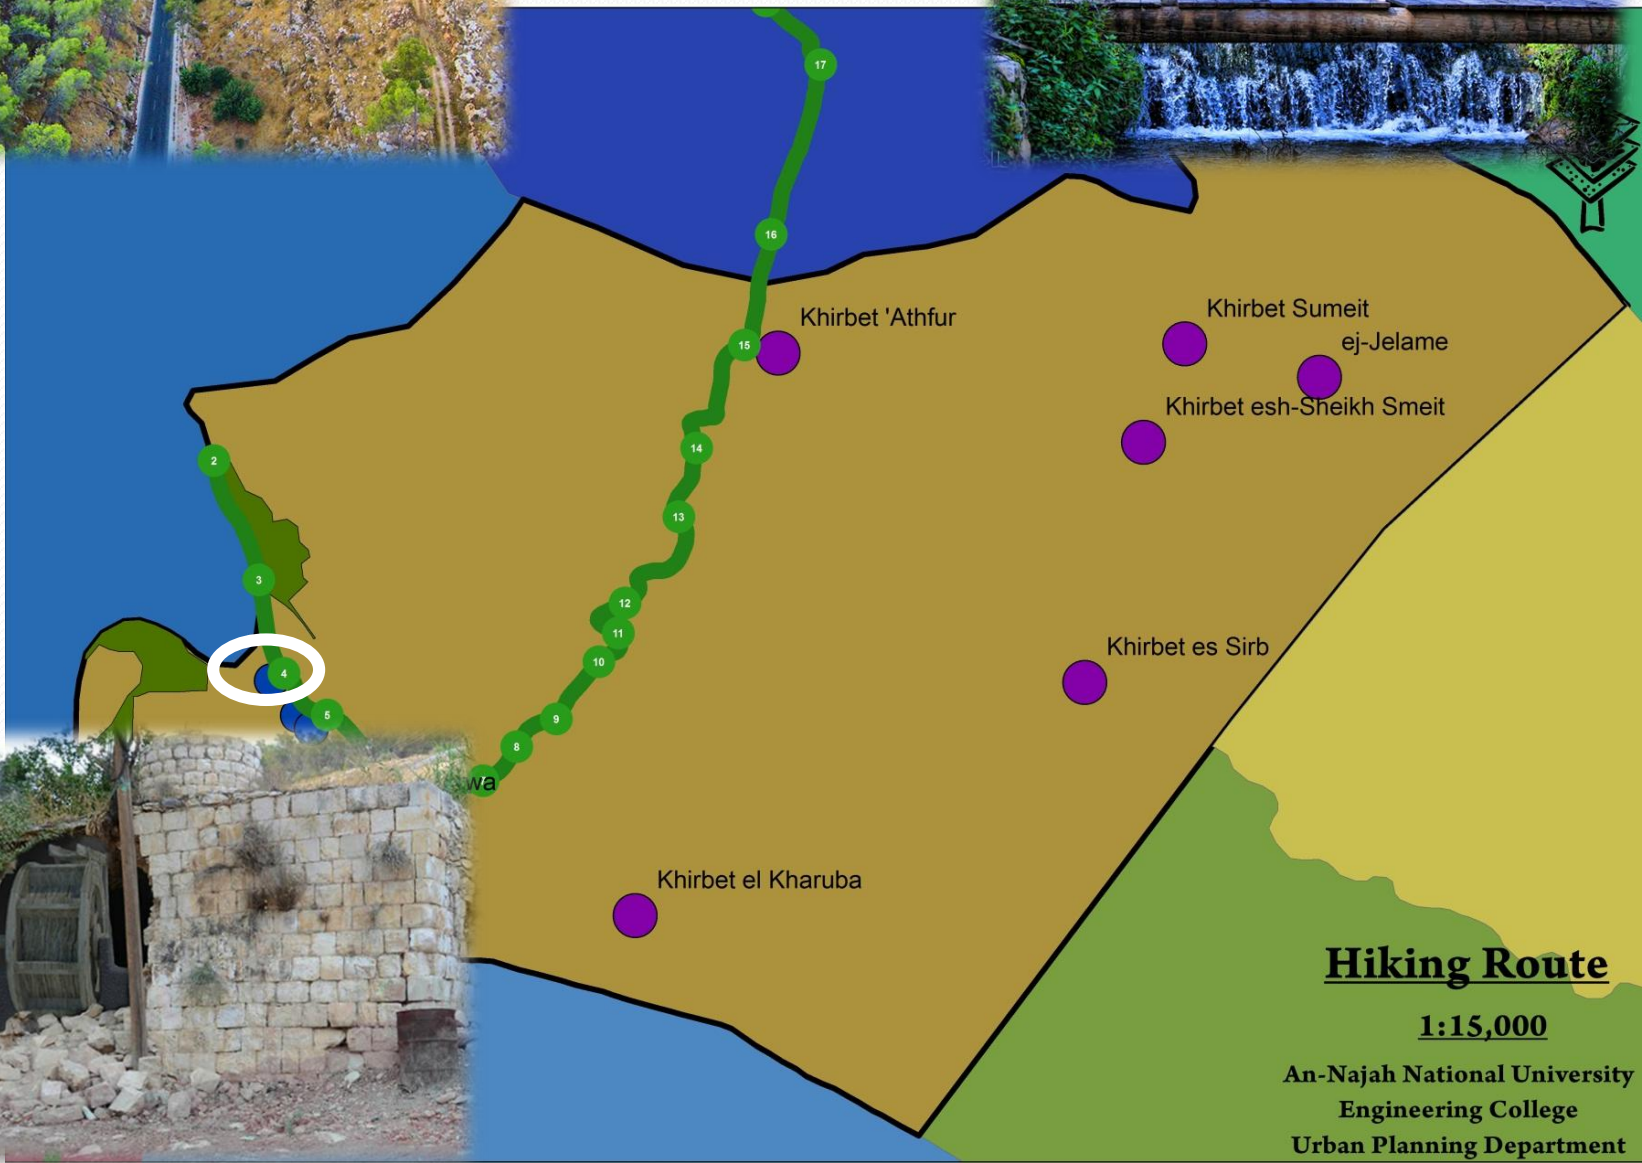 17
16
Khirbet 'Athfur
15
Khirbet Sumeit
ej-Jelame
Khirbet esh-Sheikh Smeit
14
2
13
3
12
11
10
Khirbet es Sirb
4
5
9
8
wa
Khirbet el Kharuba
Hiking Route
1:15,000
An-Najah National University
Engineering College
Urban Planning Department